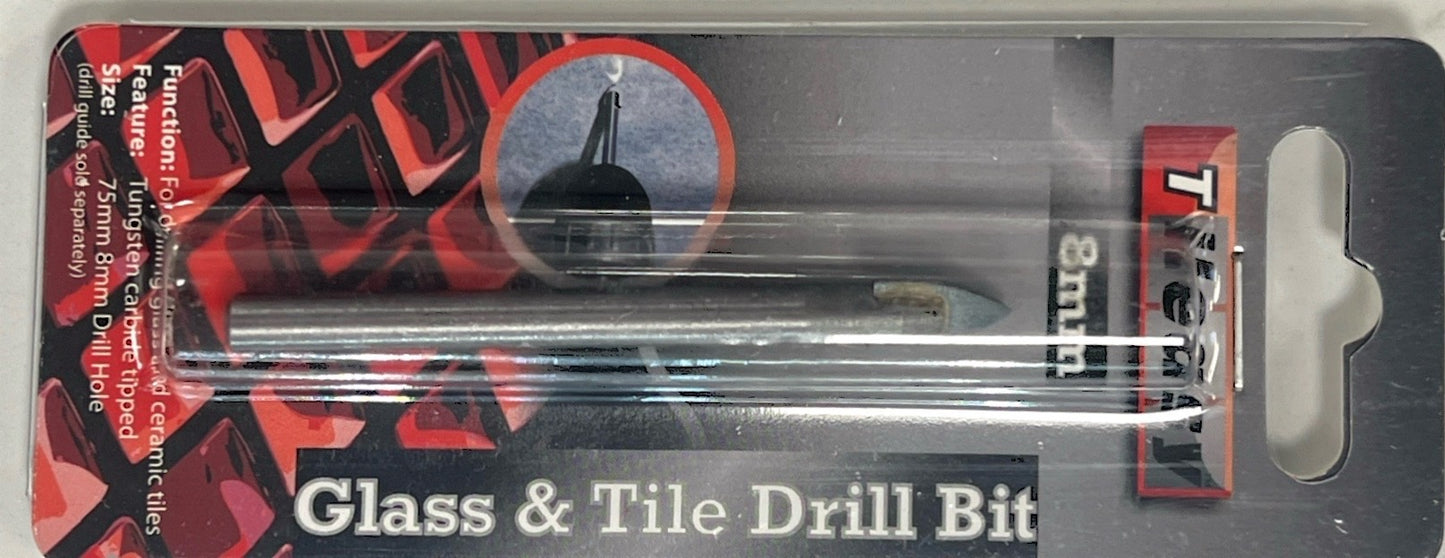 Function: For drilling glass and ceramic tiles
Feature: Tungsten carbide tipped
Size: 75mm 8mm Drill Hole
(drill guide sold separately)
8mm
Glass & Tile Drill Bit